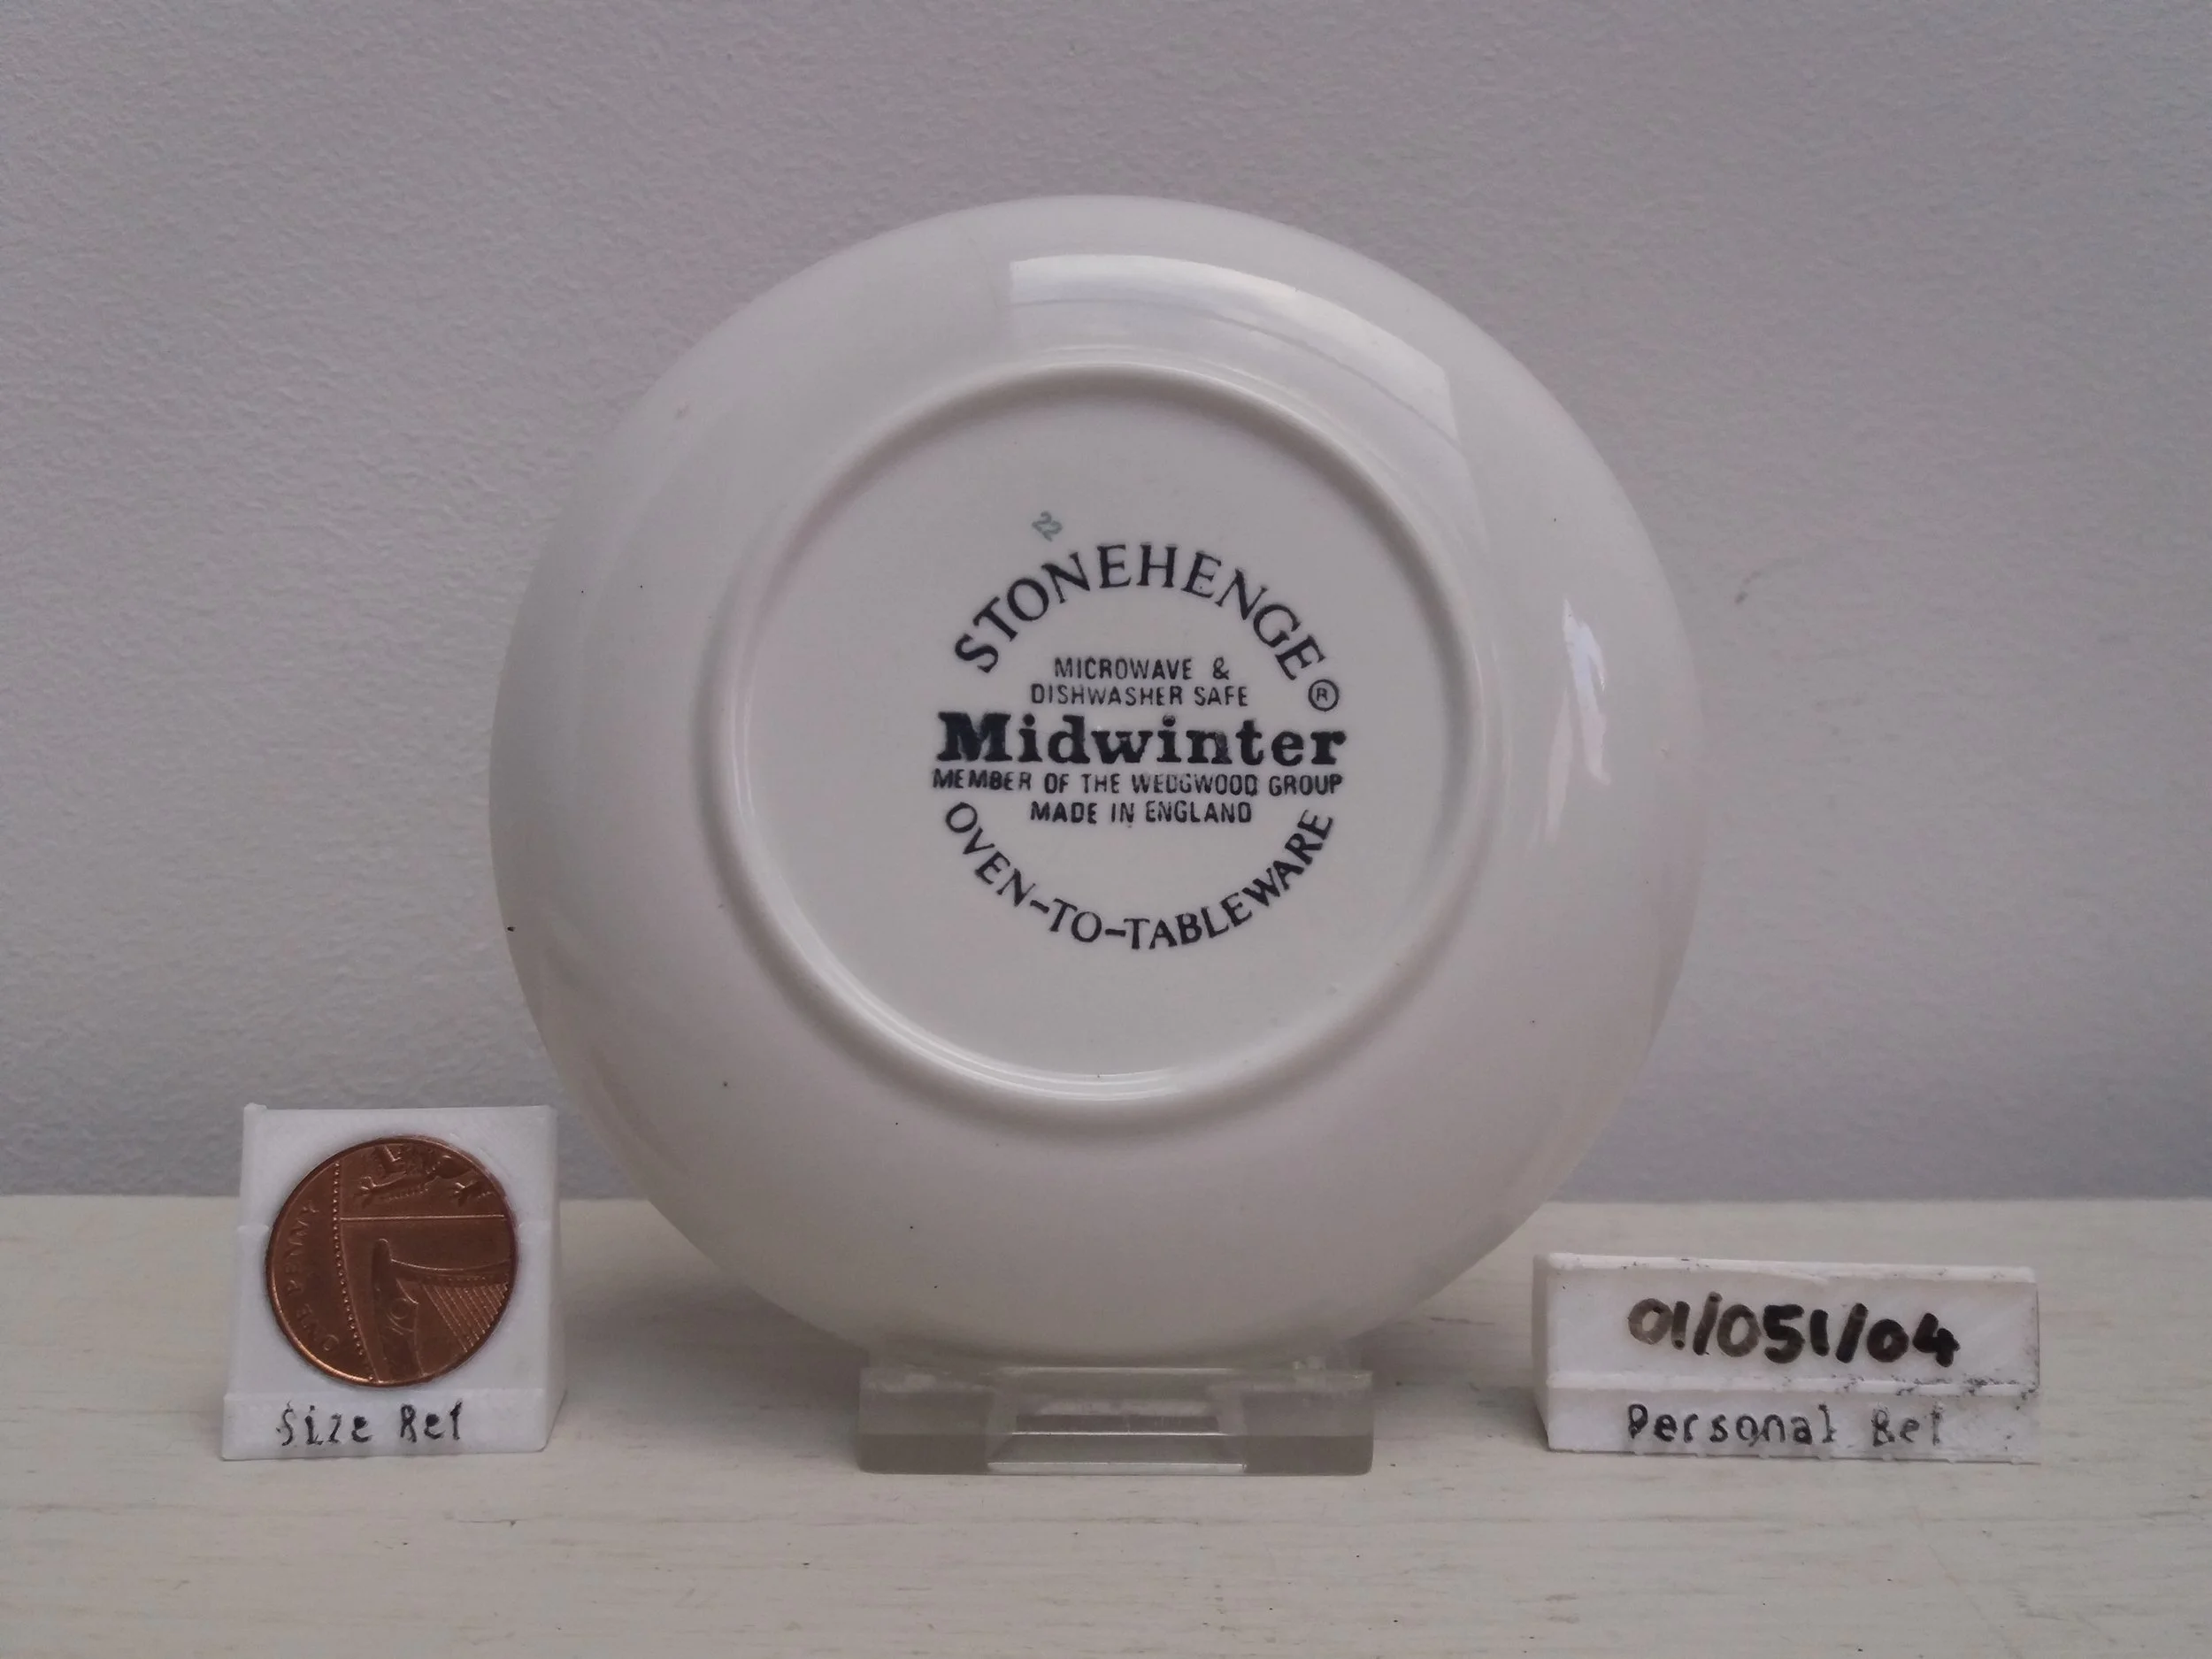 22
STONEHENGE®
MICROWAVE &
DISHWASHER SAFE
Midwinter
MEMBER OF THE WEDGWOOD GROUP
MADE IN ENGLAND
OVEN-TO-TABLEWARE
ONE PENNY
Size Ref
01/051/04
Personal Ref